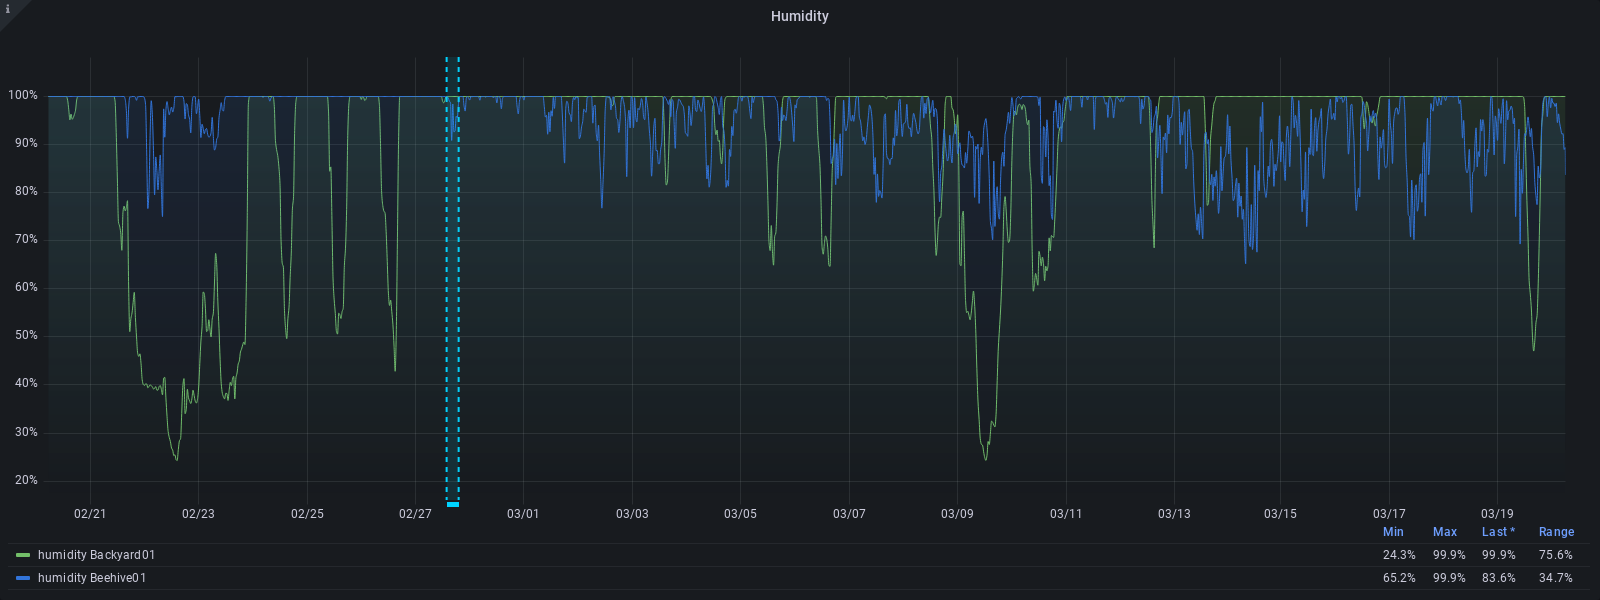 i
Humidity
100%
90%
80%
70%
60%
50%
40%
30%
20%
02/21 02/23 02/25 02/27 03/01 03/03 03/05 03/07 03/09 03/11 03/13 03/15 03/17 03/19
Min Max Last * Range
humidity Backyard01 24.3% 99.9% 99.9% 75.6%
humidity Beehive01 65.2% 99.9% 83.6% 34.7%